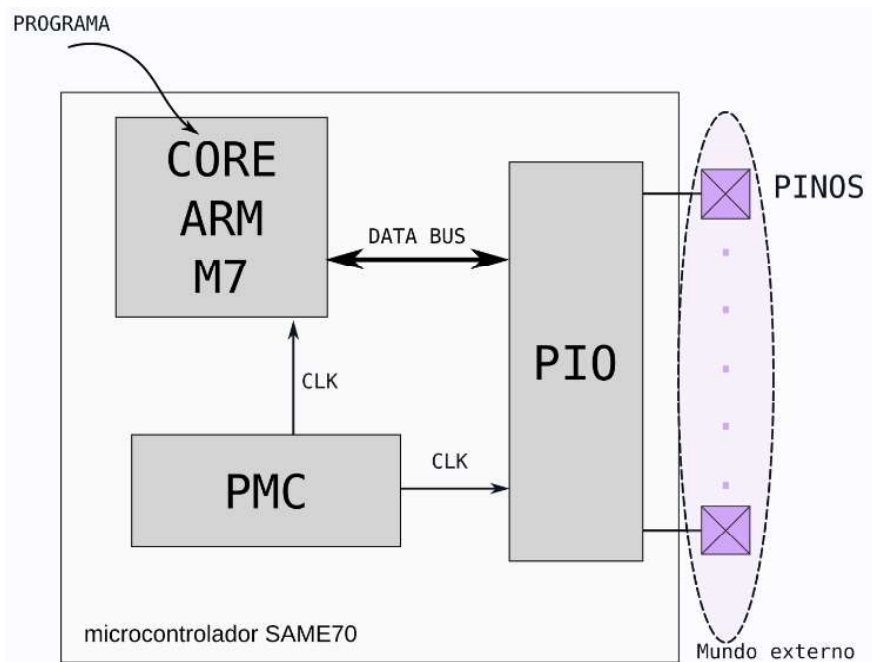 PROGRAMA
CORE
ARM
M7
DATA BUS
PINOS
PIO
CLK
CLK
PMC
microcontrolador SAME70
Mundo externo